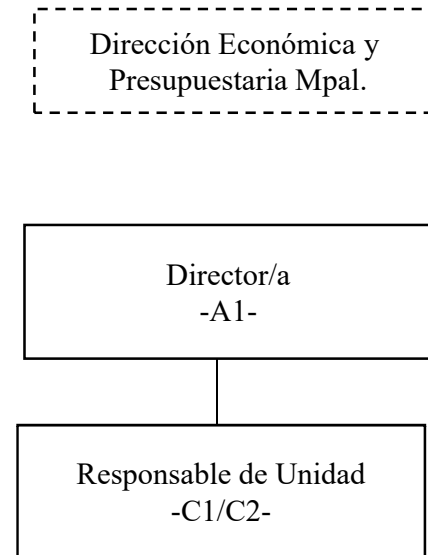 Dirección Económica y
Presupuestaria Mpal.
Director/a
-A1-
Responsable de Unidad
-C1/C2-